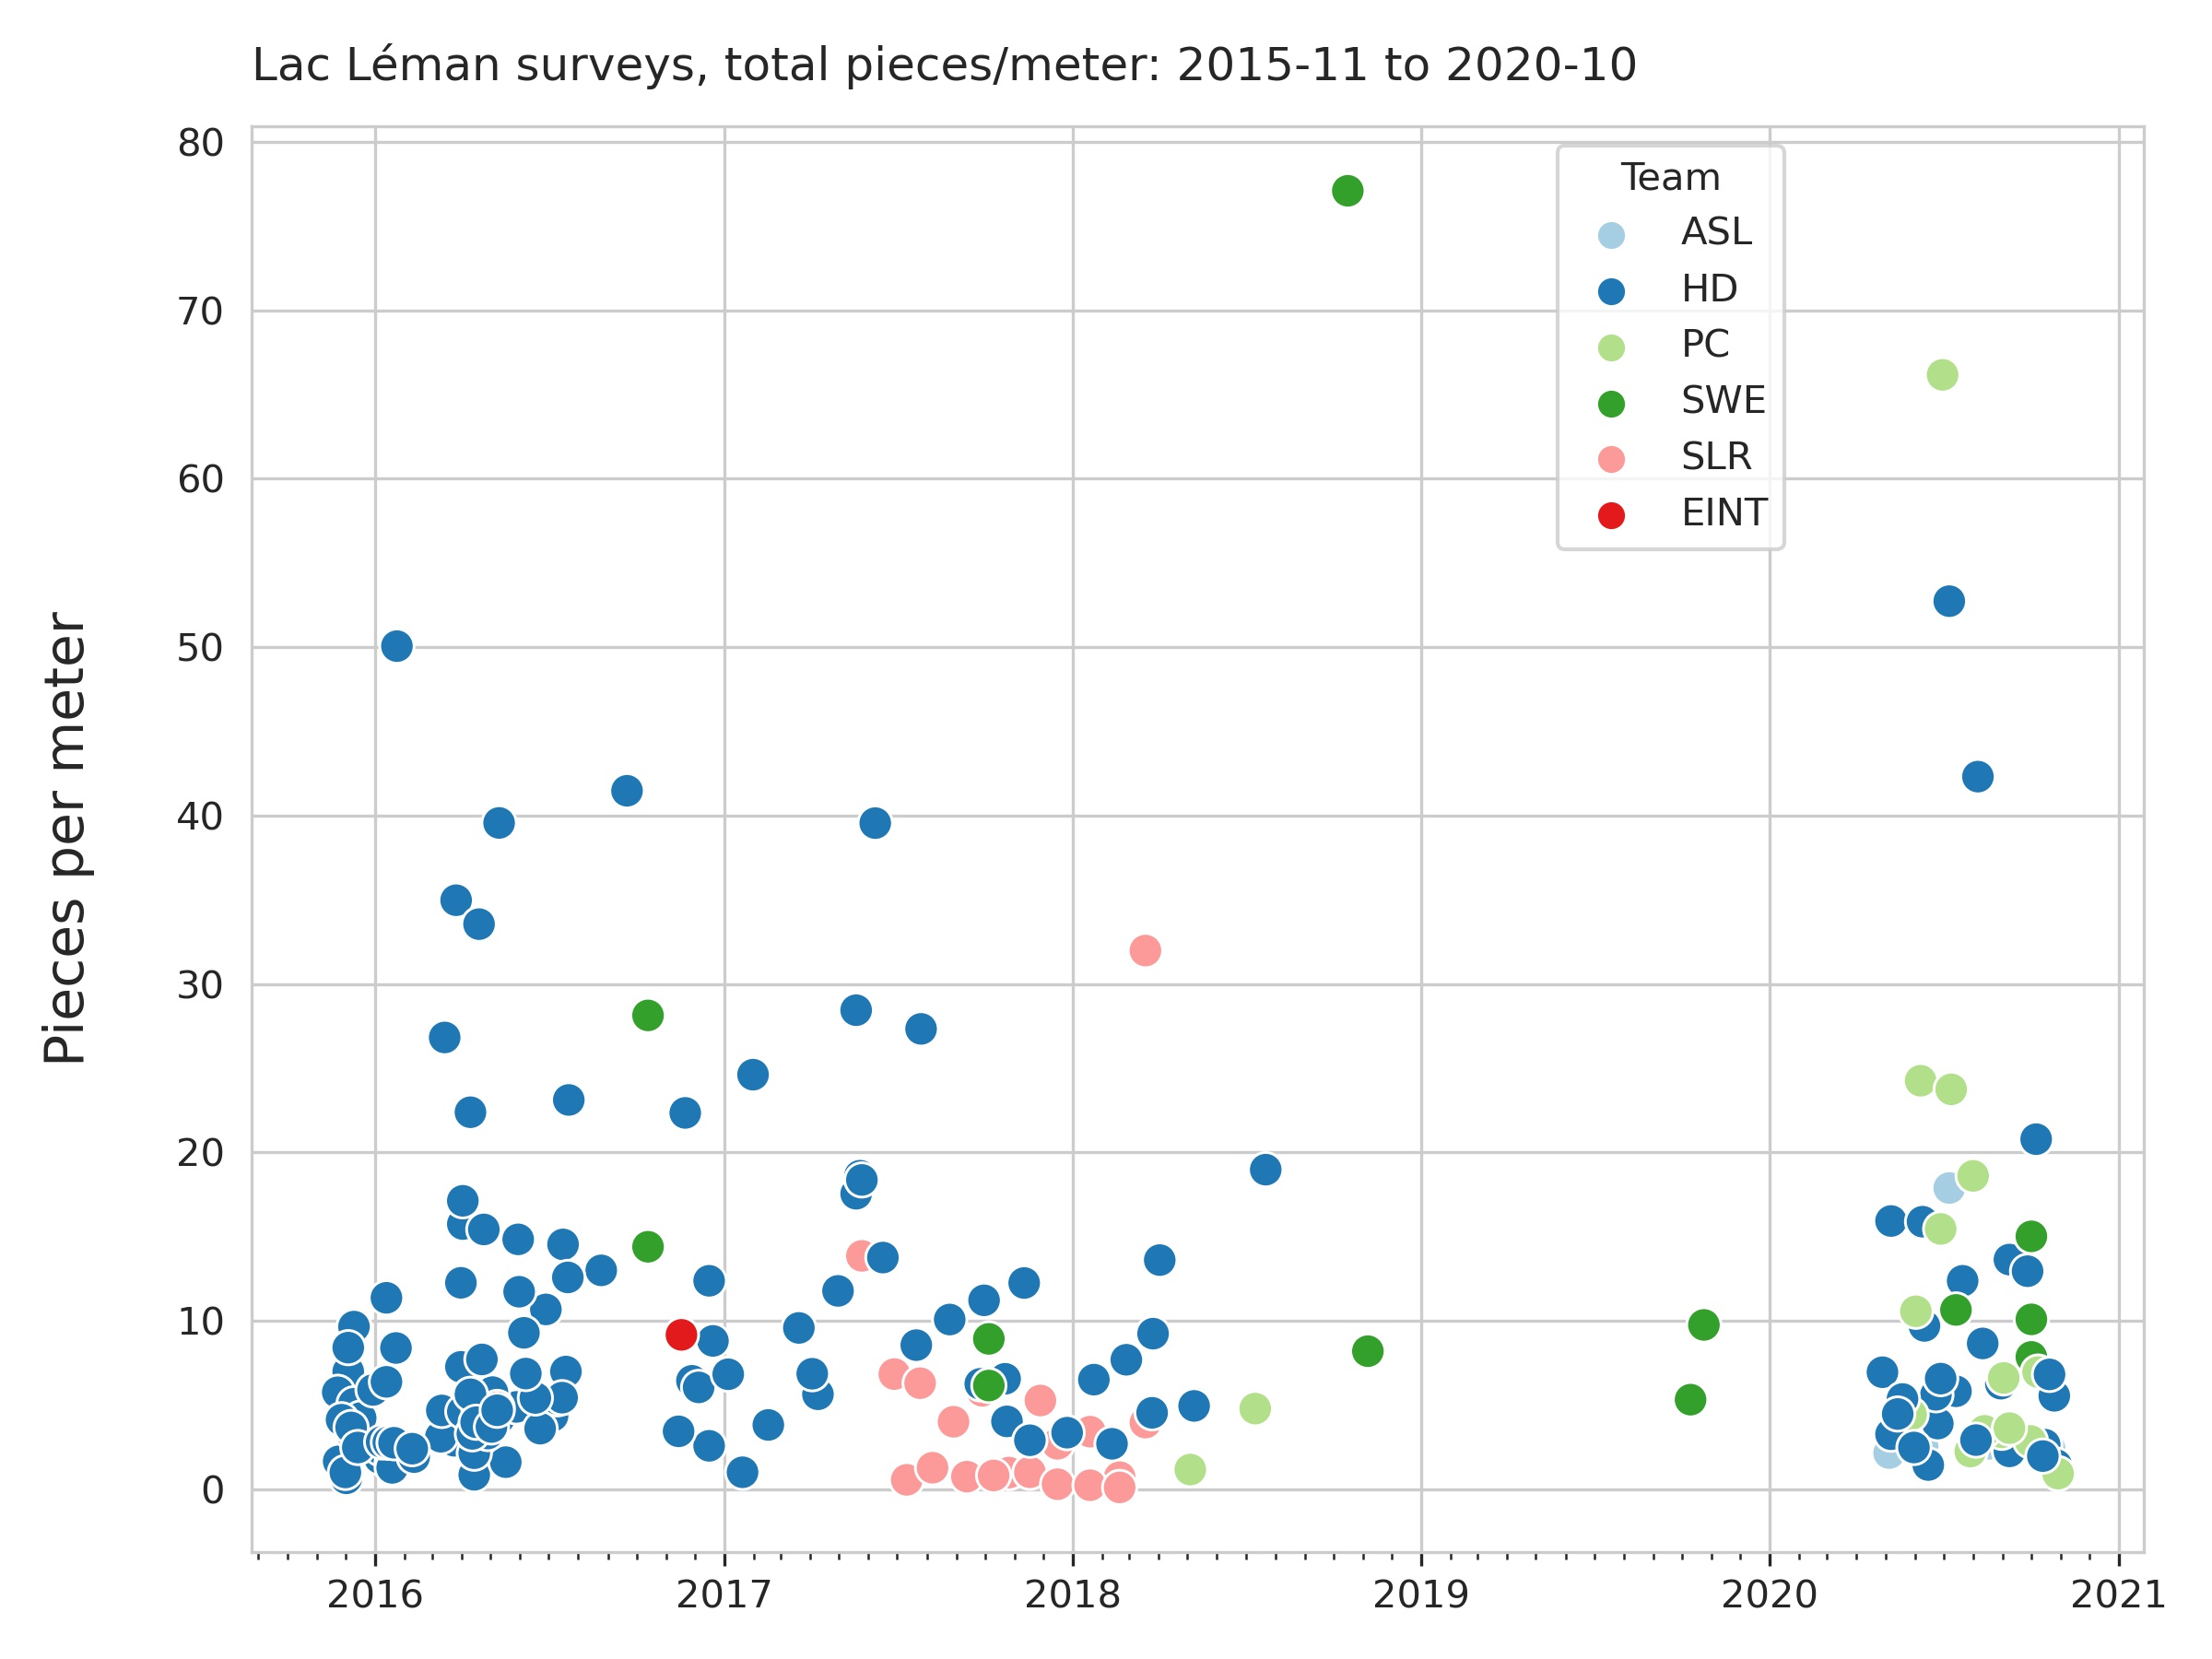 Lac Léman surveys, total pieces/meter: 2015-11 to 2020-10
Pieces per meter
80
70
60
50
40
30
20
10
0
Team
ASL
HD
PC
SWE
SLR
EINT
2016
2017
2018
2019
2020
2021